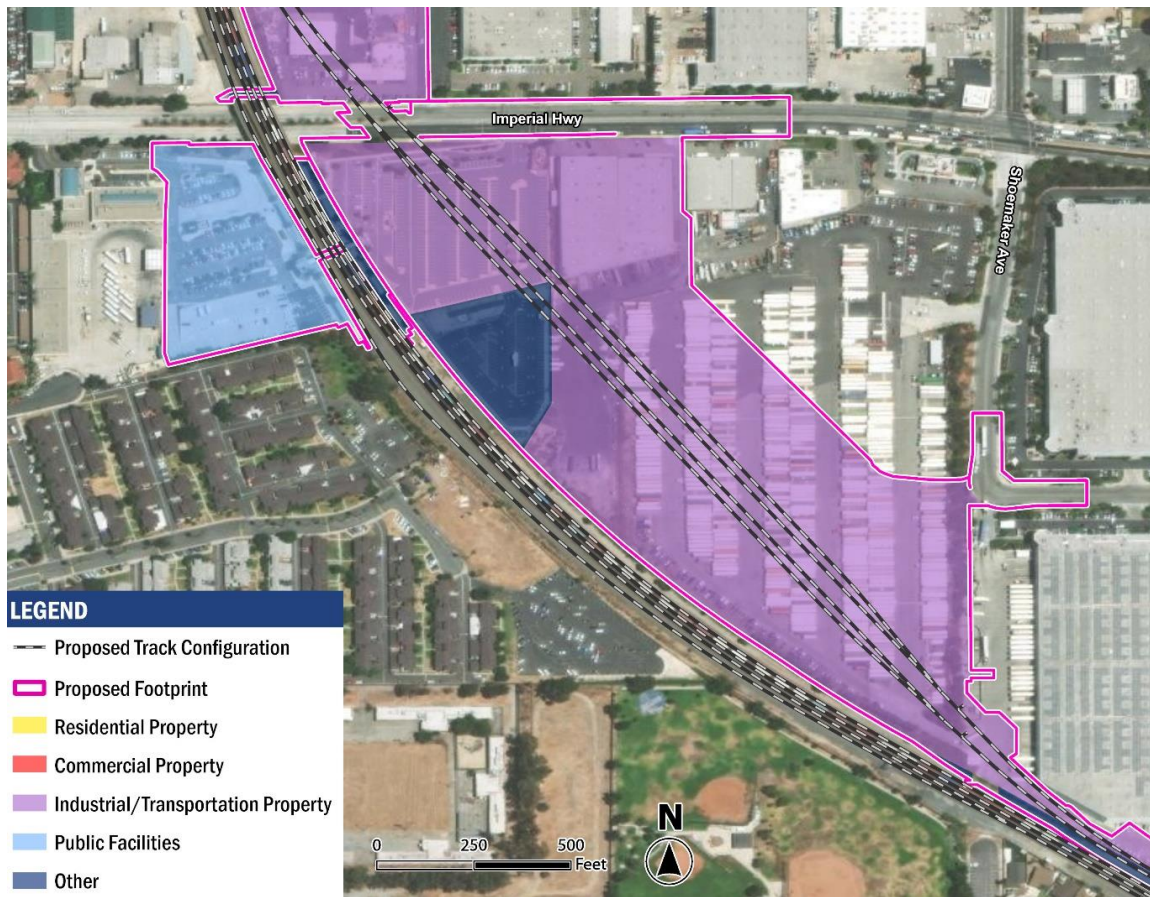 Imperial Hwy
Shoemaker Ave
LEGEND
Proposed Track Configuration
Proposed Footprint
Residential Property
Commercial Property
Industrial/Transportation Property
Public Facilities
Other
N
0 250 500
Feet